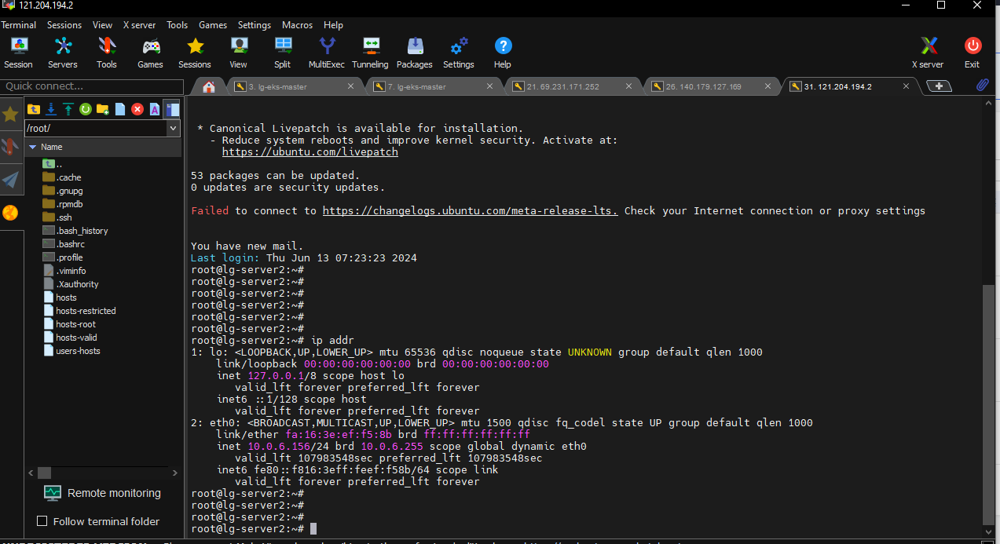 121.204.194.2
Terminal Sessions View X server Tools Games Settings Macros Help
Session Servers Tools Games Sessions View Split MultiExec Tunneling Packages Settings Help X server Exit
Quick connect...
3. lg-eks-master
7. lg-eks-master
21. 69.231.171.252
26. 140.179.127.169
31. 121.204.194.2
/root/
Name
..
.cache
.gnupg
.rpmdb
.ssh
.bash_history
.bashrc
.profile
.viminfo
.Xauthority
hosts
hosts-restricted
hosts-root
hosts-valid
users-hosts
Remote monitoring
Follow terminal folder
* Canonical Livepatch is available for installation.
- Reduce system reboots and improve kernel security. Activate at:
https://ubuntu.com/livepatch
53 packages can be updated.
0 updates are security updates.
Failed to connect to https://changelogs.ubuntu.com/meta-release-lts. Check your Internet connection or proxy settings
You have new mail.
Last login: Thu Jun 13 07:23:23 2024
root@lg-server2:~#
root@lg-server2:~#
root@lg-server2:~#
root@lg-server2:~#
root@lg-server2:~#
root@lg-server2:~#
root@lg-server2:~# ip addr
1: lo: <LOOPBACK,UP,LOWER_UP> mtu 65536 qdisc noqueue state UNKNOWN group default qlen 1000
link/loopback 00:00:00:00:00:00 brd 00:00:00:00:00:00
inet 127.0.0.1/8 scope host lo
valid_lft forever preferred_lft forever
inet6 ::1/128 scope host
valid_lft forever preferred_lft forever
2: eth0: <BROADCAST,MULTICAST,UP,LOWER_UP> mtu 1500 qdisc fq_codel state UP group default qlen 1000
link/ether fa:16:3e:ef:f5:8b brd ff:ff:ff:ff:ff:ff
inet 10.0.6.156/24 brd 10.0.6.255 scope global dynamic eth0
valid_lft 107983548sec preferred_lft 107983548sec
inet6 fe80::f816:3eff:feef:f58b/64 scope link
valid_lft forever preferred_lft forever
root@lg-server2:~#
root@lg-server2:~#
root@lg-server2:~#
root@lg-server2:~#